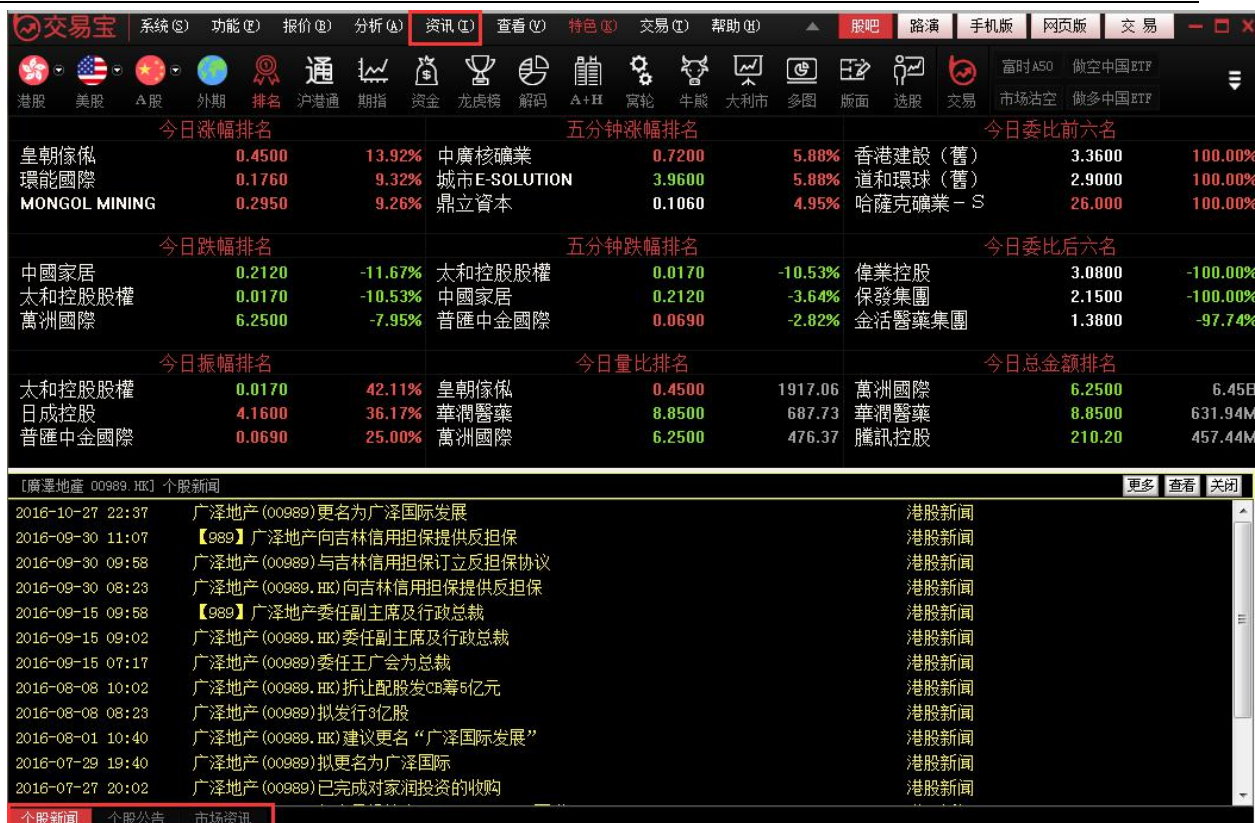 交易宝 系统(S) 功能(F) 报价(B) 分析(A) 资讯(I) 查看(V) 特色(K) 交易(T) 帮助(H) 股吧 路演 手机版 网页版 交易
富时A50 做空中国ETF
港股 美股 A股 外期 排名 沪港通 期指 资金 龙虎榜 解码 A+H 窝轮 牛熊 大利市 多图 版面 选股 交易 市场沽空 做多中国ETF
今日涨幅排名 五分钟涨幅排名 今日委比前六名
皇朝傢俬 0.4500 13.92% 中廣核礦業 0.7200 5.88% 香港建設（舊） 3.3600 100.00%
環能國際 0.1760 9.32% 城市E-SOLUTION 3.9600 5.88% 道和環球（舊） 2.9000 100.00%
MONGOL MINING 0.2950 9.26% 鼎立資本 0.1060 4.95% 哈薩克礦業－Ｓ 26.000 100.00%
今日跌幅排名 五分钟跌幅排名 今日委比后六名
中國家居 0.2120 -11.67% 太和控股股權 0.0170 -10.53% 偉業控股 3.0800 -100.00%
太和控股股權 0.0170 -10.53% 中國家居 0.2120 -3.64% 保發集團 2.1500 -100.00%
萬洲國際 6.2500 -7.95% 普匯中金國際 0.0690 -2.82% 金活醫藥集團 1.3800 -97.74%
今日振幅排名 今日量比排名 今日总金额排名
太和控股股權 0.0170 42.11% 皇朝傢俬 0.4500 1917.06 萬洲國際 6.2500 6.45B
日成控股 4.1600 36.17% 華潤醫藥 8.8500 687.73 華潤醫藥 8.8500 631.94M
普匯中金國際 0.0690 25.00% 萬洲國際 6.2500 476.37 騰訊控股 210.20 457.44M
[廣澤地產 00989.HK] 个股新闻 更多 查看 关闭
2016-10-27 22:37 广泽地产(00989)更名为广泽国际发展 港股新闻
2016-09-30 11:07 【989】广泽地产向吉林信用担保提供反担保 港股新闻
2016-09-30 09:58 广泽地产(00989)与吉林信用担保订立反担保协议 港股新闻
2016-09-30 08:23 广泽地产(00989.HK)向吉林信用担保提供反担保 港股新闻
2016-09-15 09:58 【989】广泽地产委任副主席及行政总裁 港股新闻
2016-09-15 09:02 广泽地产(00989.HK)委任副主席及行政总裁 港股新闻
2016-09-15 07:17 广泽地产(00989)委任王广会为总裁 港股新闻
2016-08-08 10:02 广泽地产(00989.HK)折让配股发CB筹5亿元 港股新闻
2016-08-08 08:23 广泽地产(00989)拟发行3亿股 港股新闻
2016-08-01 10:40 广泽地产(00989.HK)建议更名“广泽国际发展” 港股新闻
2016-07-29 19:40 广泽地产(00989)拟更名为广泽国际 港股新闻
2016-07-27 20:02 广泽地产(00989)已完成对家润投资的收购 港股新闻
个股新闻 个股公告 市场资讯